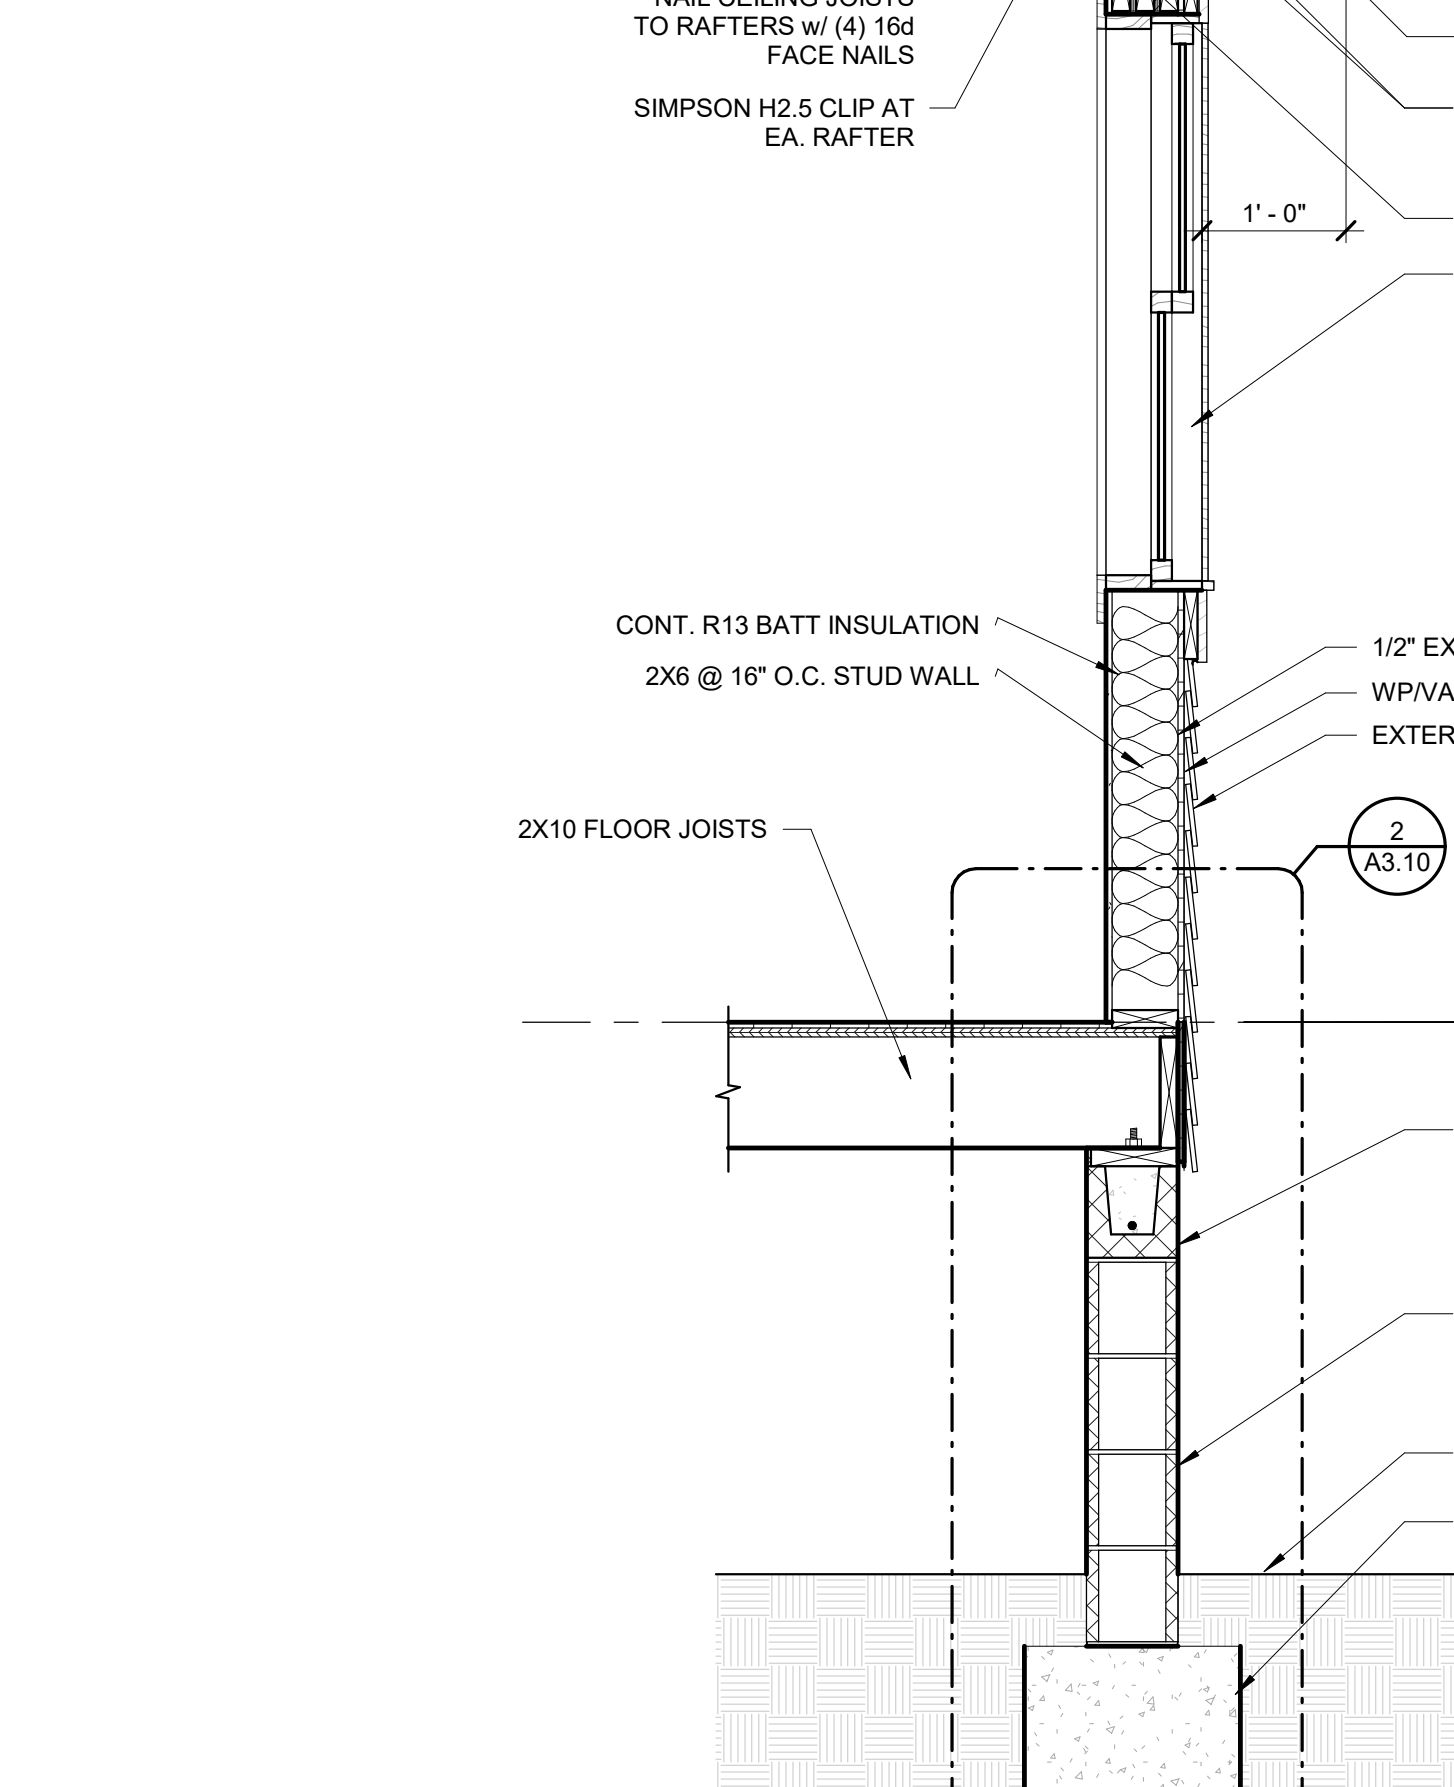 NAIL CEILING JOISTS
TO RAFTERS w/ (4) 16d
FACE NAILS
SIMPSON H2.5 CLIP AT
EA. RAFTER
1' - 0"
CONT. R13 BATT INSULATION
2X6 @ 16" O.C. STUD WALL
1/2" EX
WP/VA
EXTER
2X10 FLOOR JOISTS
2
A3.10